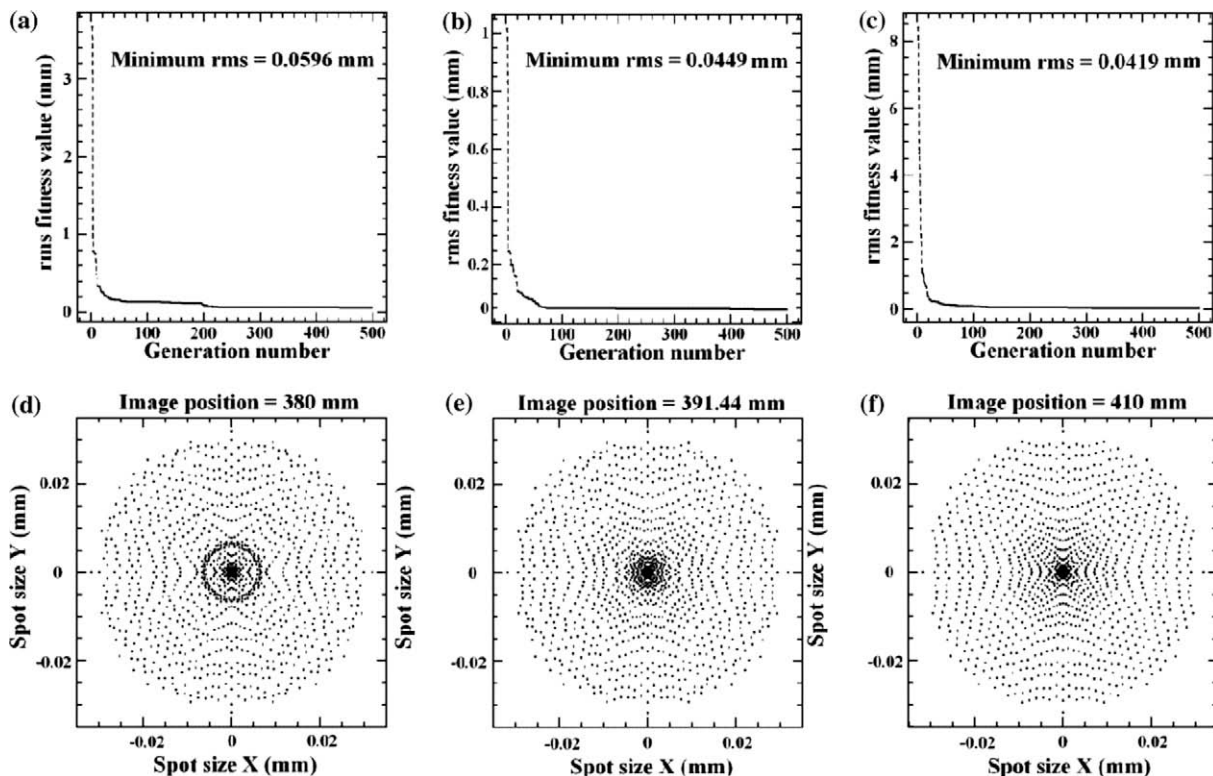 (a)
Minimum rms = 0.0596 mm
rms fitness value (mm)
3
2
1
0
0 100 200 300 400 500
Generation number
(b)
Minimum rms = 0.0449 mm
rms fitness value (mm)
1
0.8
0.6
0.4
0.2
0
0 100 200 300 400 500
Generation number
(c)
Minimum rms = 0.0419 mm
rms fitness value (mm)
8
6
4
2
0
0 100 200 300 400 500
Generation number
(d)
Image position = 380 mm
Spot size Y (mm)
0.02
0
-0.02
-0.02 0 0.02
Spot size X (mm)
(e)
Image position = 391.44 mm
Spot size Y (mm)
0.02
0
-0.02
-0.02 0 0.02
Spot size X (mm)
(f)
Image position = 410 mm
Spot size Y (mm)
0.02
0
-0.02
-0.02 0 0.02
Spot size X (mm)